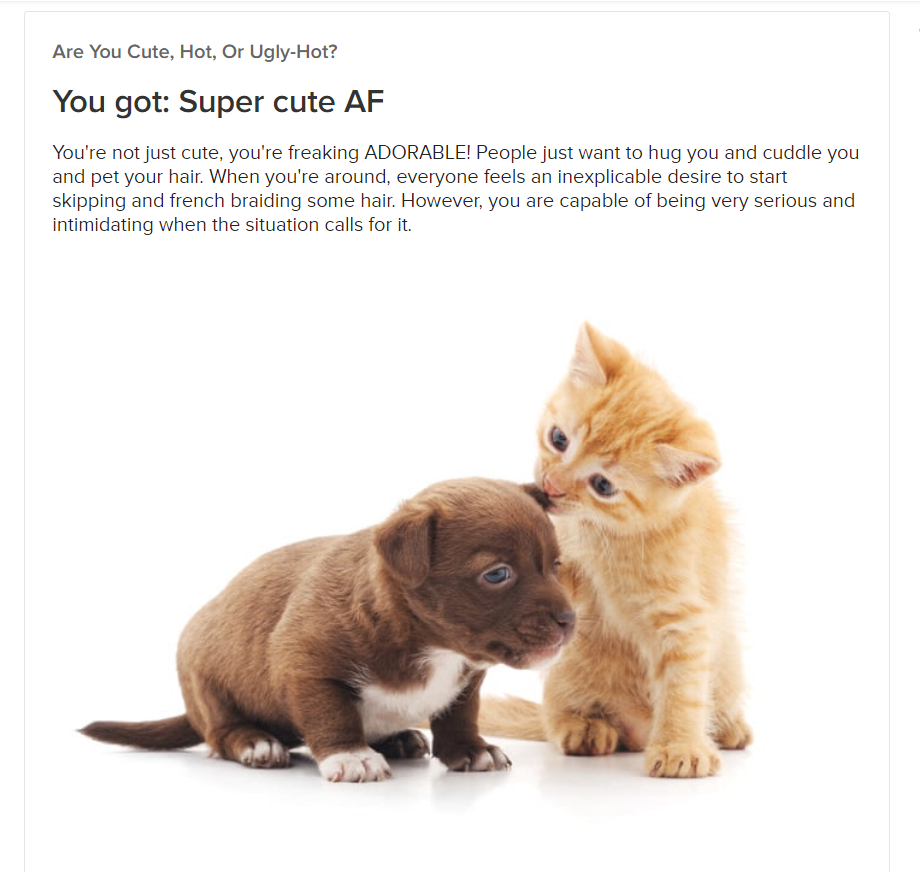 Are You Cute, Hot, Or Ugly-Hot?
You got: Super cute AF
You're not just cute, you're freaking ADORABLE! People just want to hug you and cuddle you
and pet your hair. When you're around, everyone feels an inexplicable desire to start
skipping and french braiding some hair. However, you are capable of being very serious and
intimidating when the situation calls for it.